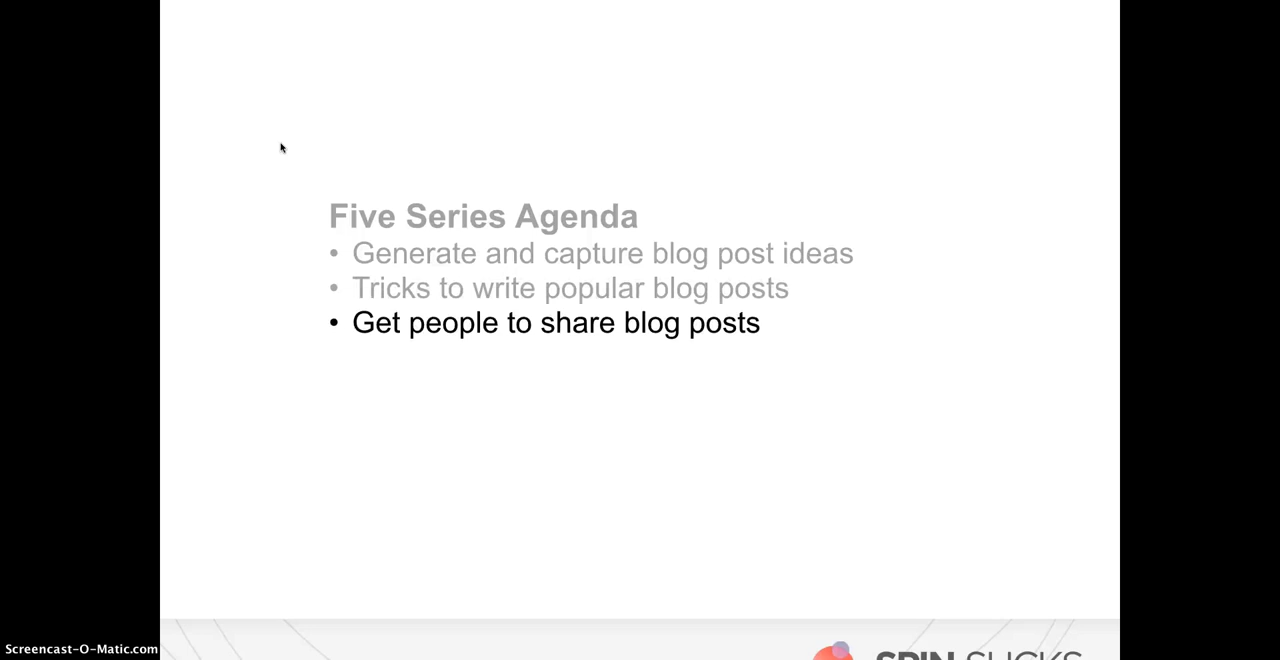 Five Series Agenda
• Generate and capture blog post ideas
• Tricks to write popular blog posts
• Get people to share blog posts
Screencast-O-Matic.com
SPIN SUCKS